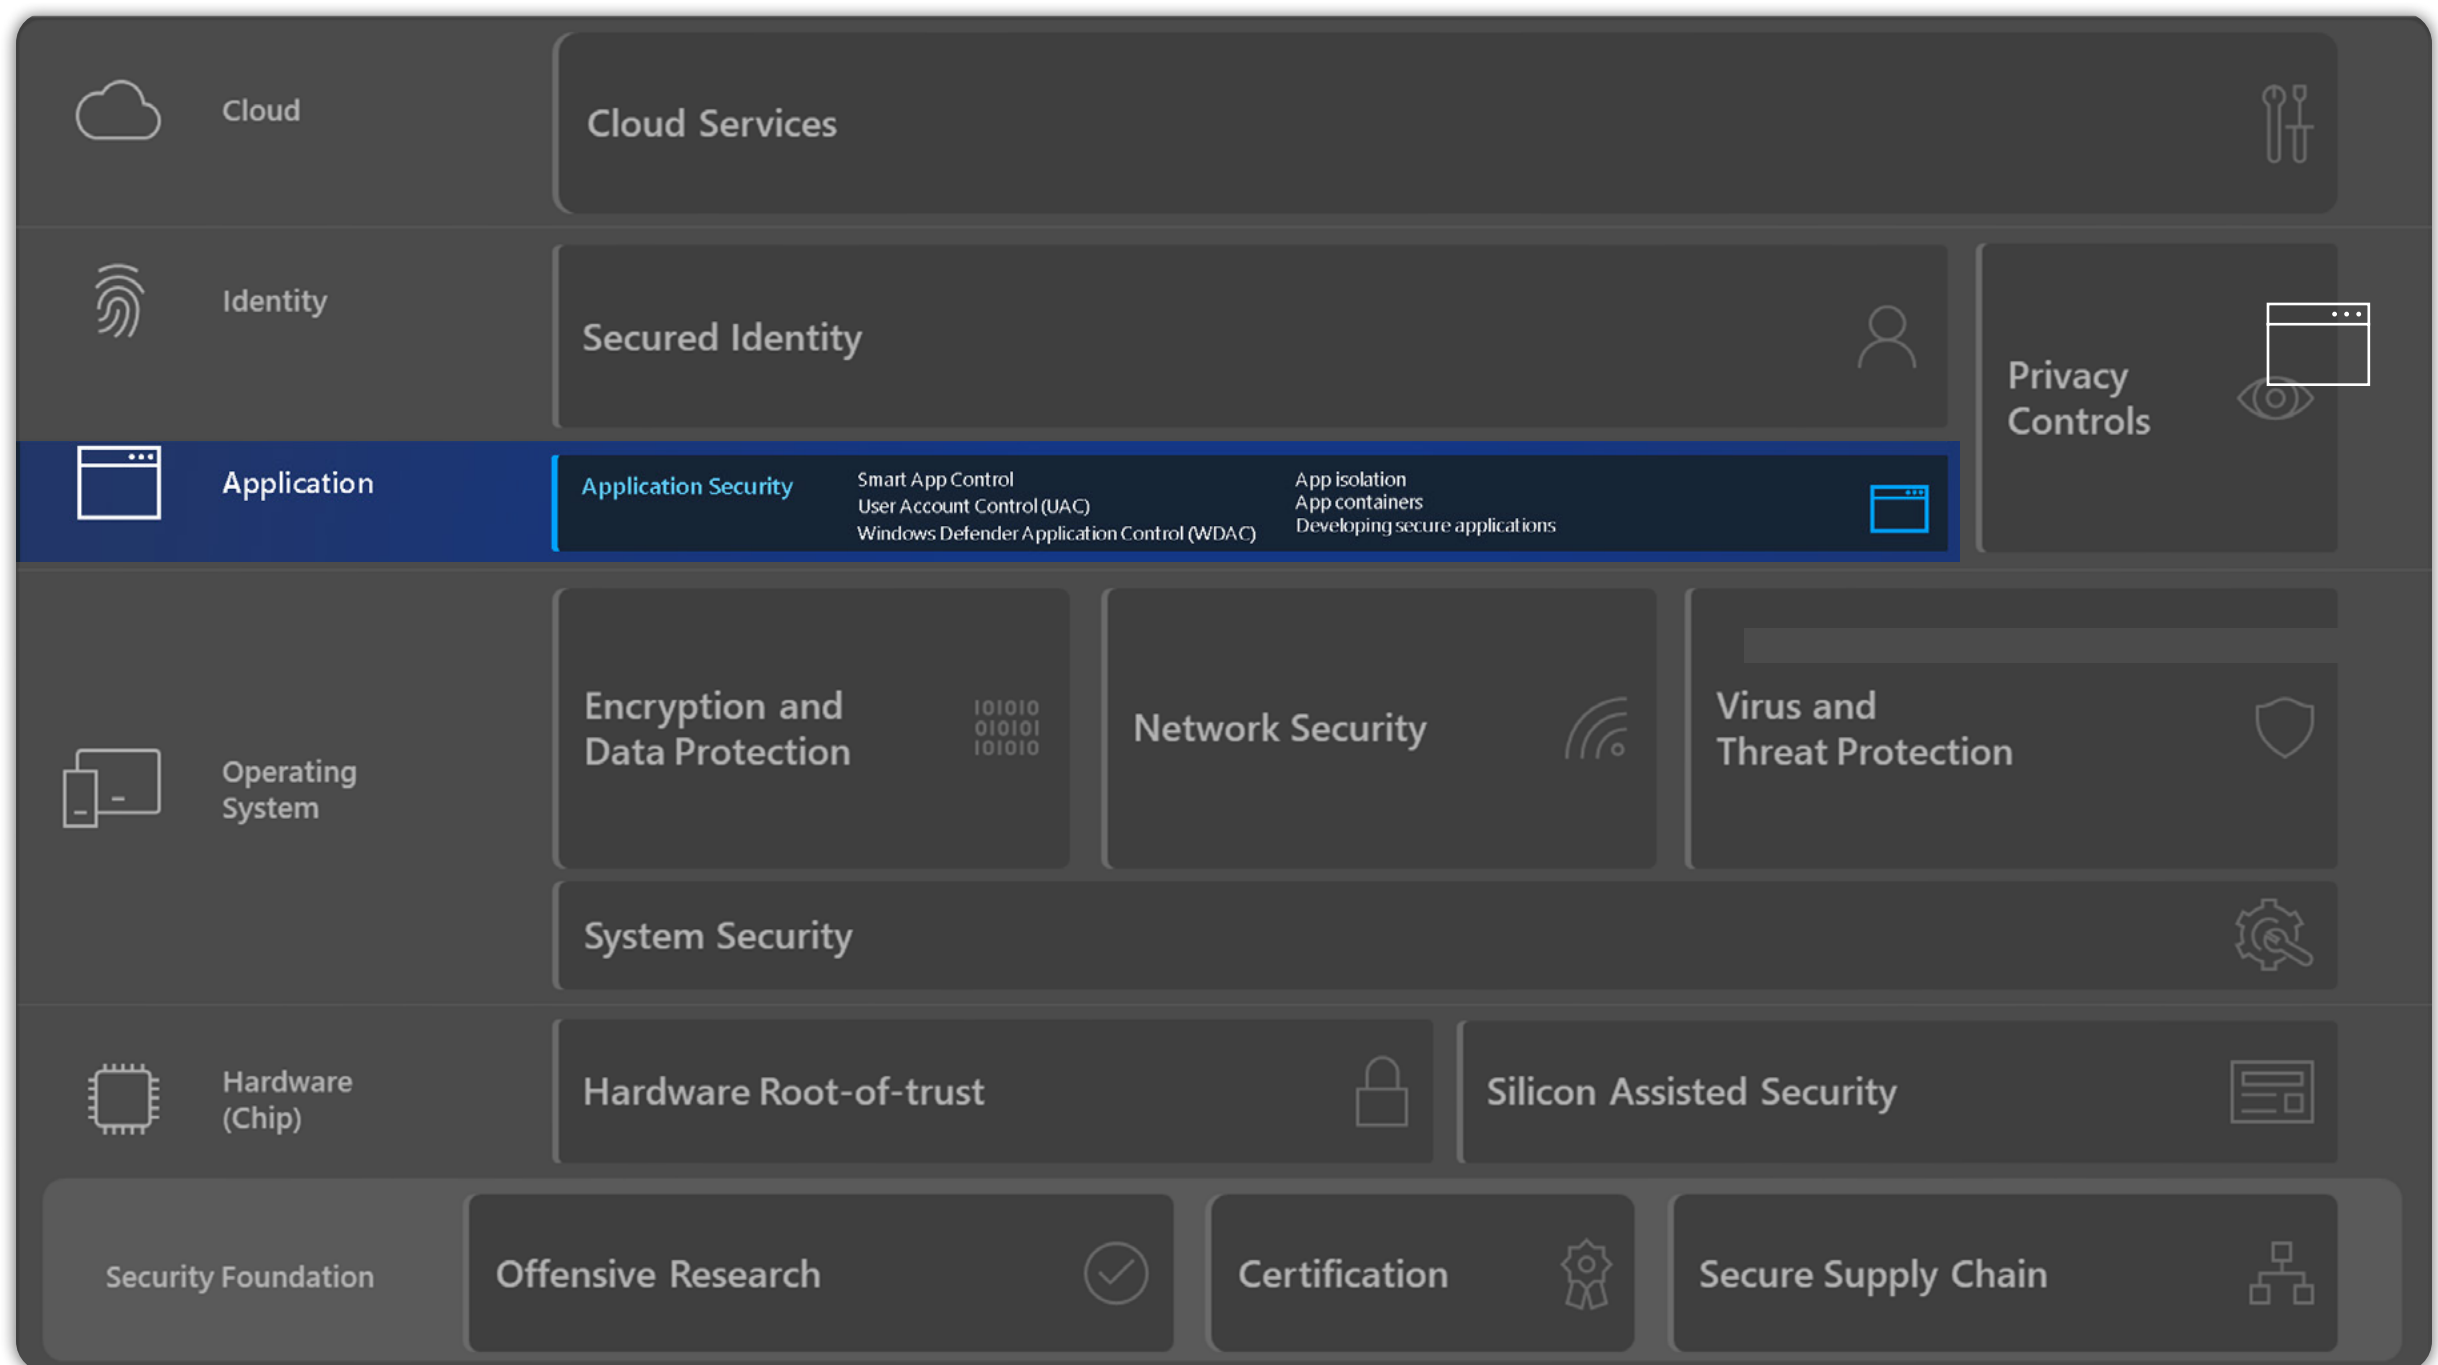 Cloud
Cloud Services
Identity
Secured Identity
Privacy
Controls
Application
Application Security
Smart App Control
User Account Control (UAC)
Windows Defender Application Control (WDAC)
App isolation
App containers
Developing secure applications
Operating
System
Encryption and
Data Protection
101010
010101
101010
Network Security
Virus and
Threat Protection
System Security
Hardware
(Chip)
Hardware Root-of-trust
Silicon Assisted Security
Security Foundation
Offensive Research
Certification
Secure Supply Chain